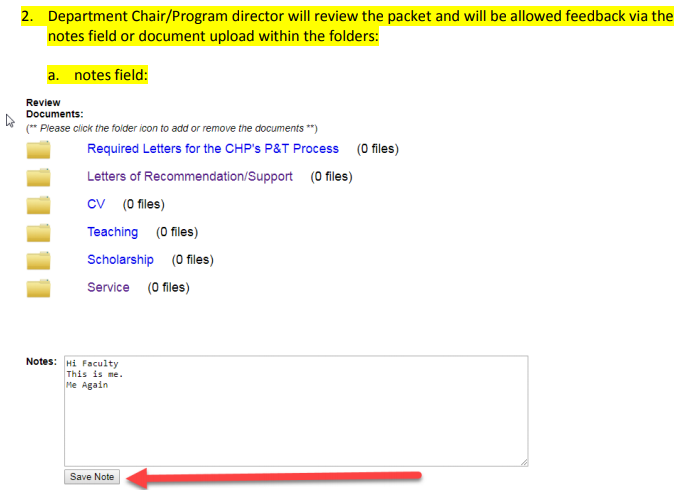 2. Department Chair/Program director will review the packet and will be allowed feedback via the
notes field or document upload within the folders:
a. notes field:
Review
Documents:
(** Please click the folder icon to add or remove the documents **)
Required Letters for the CHP's P&T Process (0 files)
Letters of Recommendation/Support (0 files)
CV (0 files)
Teaching (0 files)
Scholarship (0 files)
Service (0 files)
Notes: Hi Faculty
This is me.
Me Again
Save Note